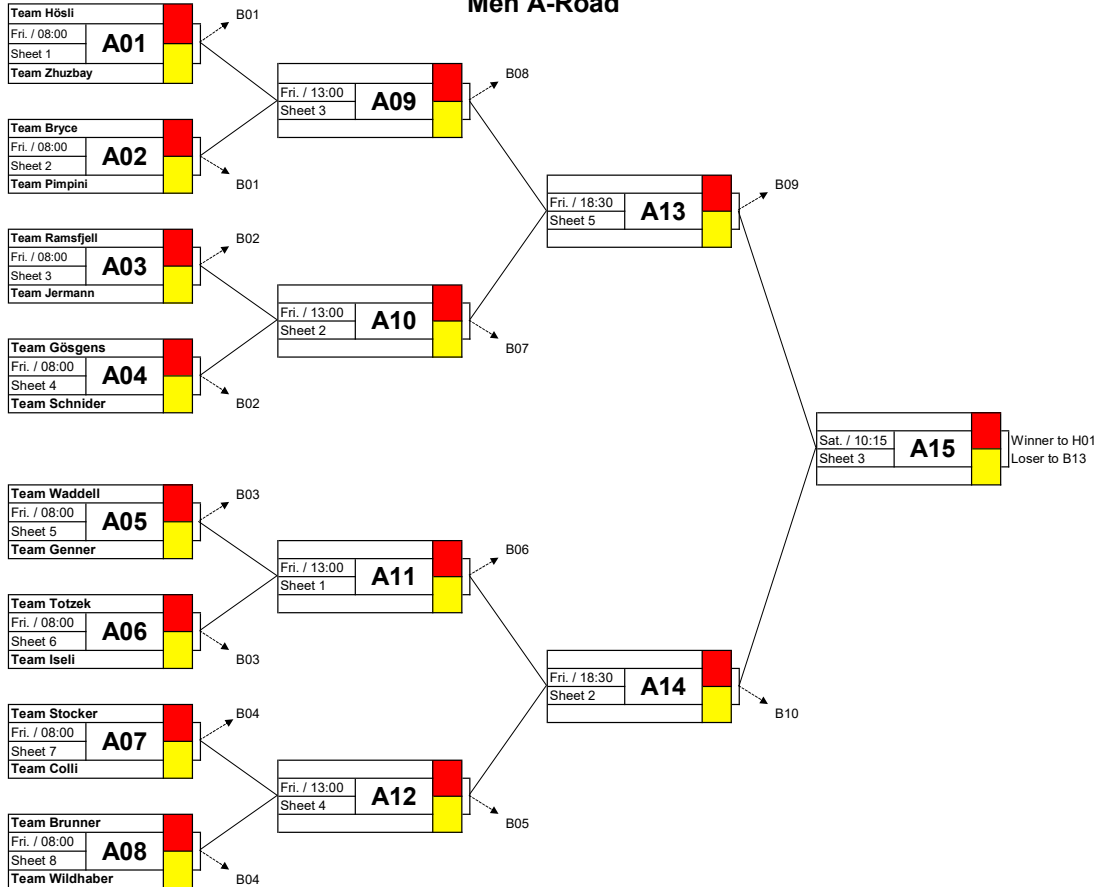 Men A-Road
Team Hösli
Fri. / 08:00
Sheet 1
A01
Team Zhuzbay
B01
Team Bryce
Fri. / 08:00
Sheet 2
A02
Team Pimpini
B01
Team Ramsfjell
Fri. / 08:00
Sheet 3
A03
Team Jermann
B02
Team Gösgens
Fri. / 08:00
Sheet 4
A04
Team Schnider
B02
Team Waddell
Fri. / 08:00
Sheet 5
A05
Team Genner
B03
Team Totzek
Fri. / 08:00
Sheet 6
A06
Team Iseli
B03
Team Stocker
Fri. / 08:00
Sheet 7
A07
Team Colli
B04
Team Brunner
Fri. / 08:00
Sheet 8
A08
Team Wildhaber
B04
Fri. / 13:00
Sheet 3
A09
B08
Fri. / 13:00
Sheet 2
A10
B07
Fri. / 13:00
Sheet 1
A11
B06
Fri. / 13:00
Sheet 4
A12
B05
Fri. / 18:30
Sheet 5
A13
B09
Fri. / 18:30
Sheet 2
A14
B10
Sat. / 10:15
Sheet 3
A15
Winner to H01
Loser to B13